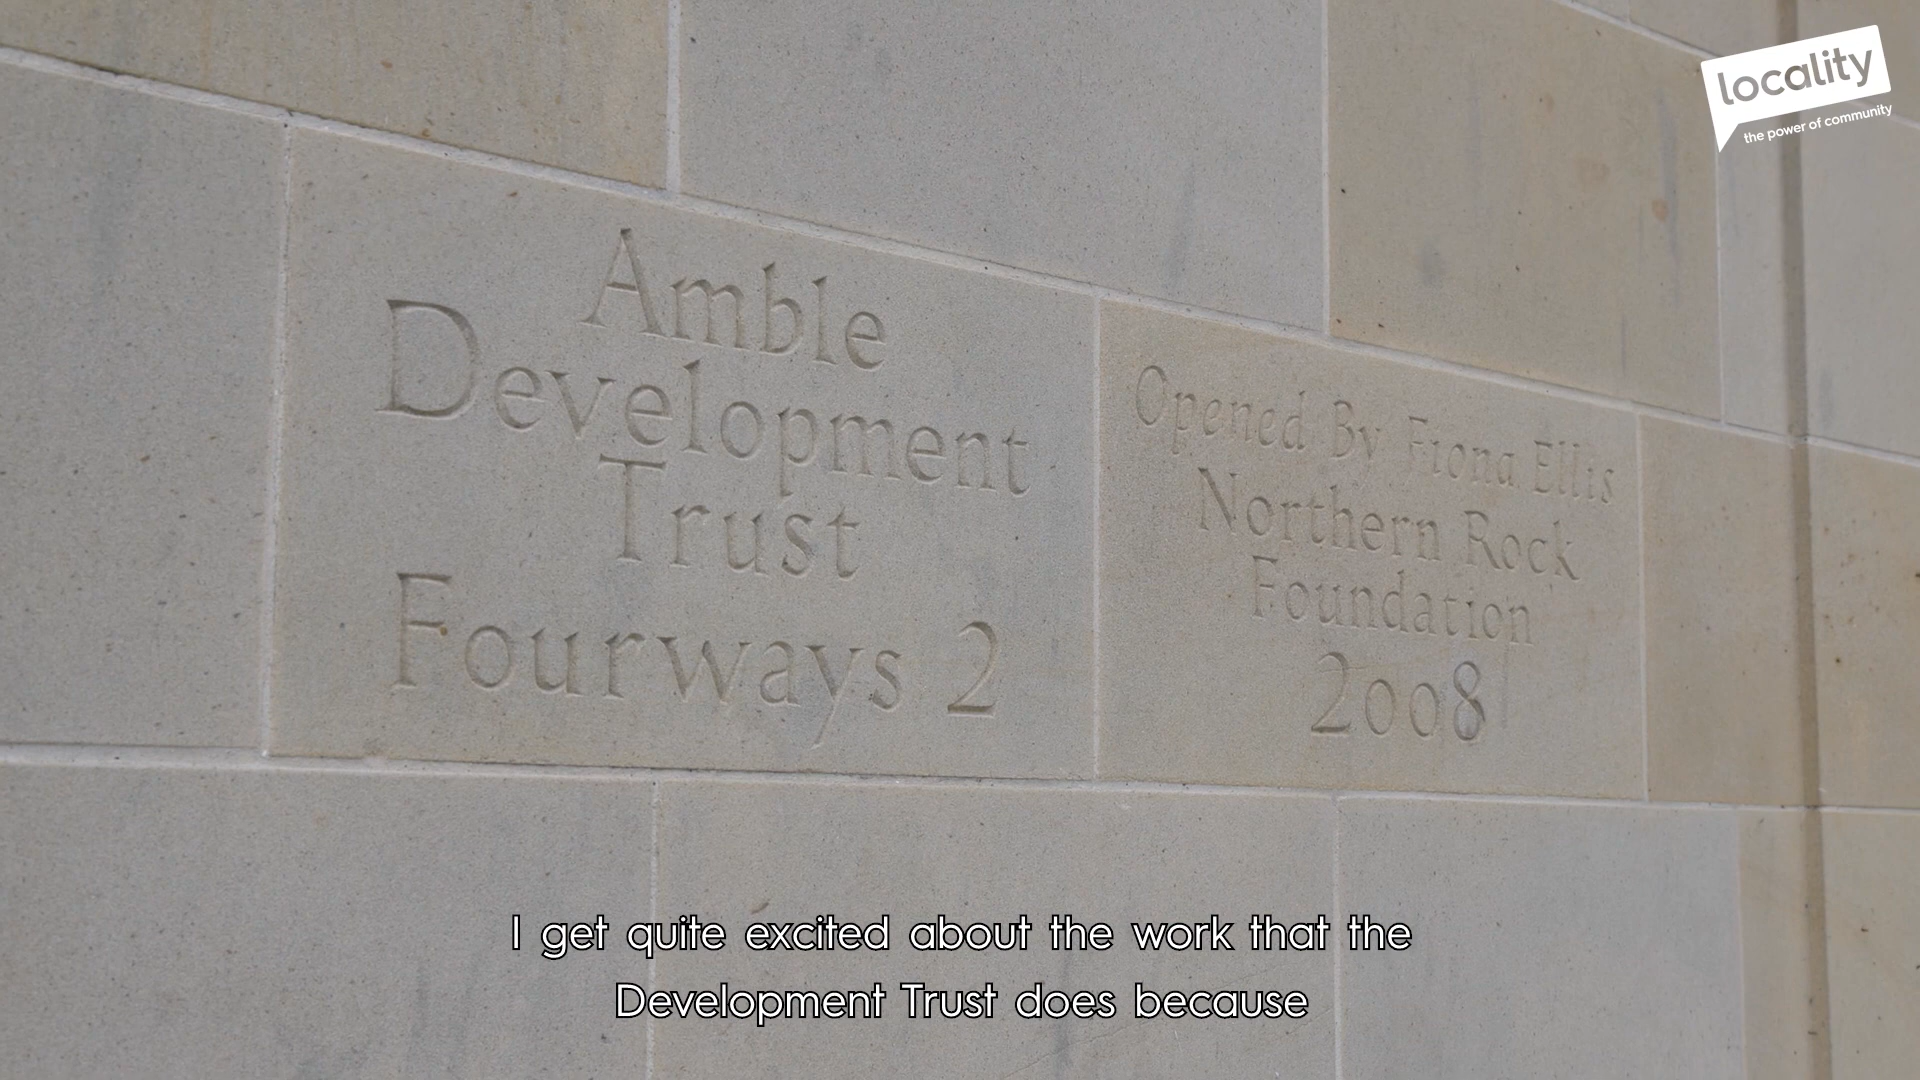 locality
the power of community
Amble
Development
Trust
Fourways 2
Opened By Fiona Ellis
Northern Rock
Foundation
2008
I get quite excited about the work that the
Development Trust does because